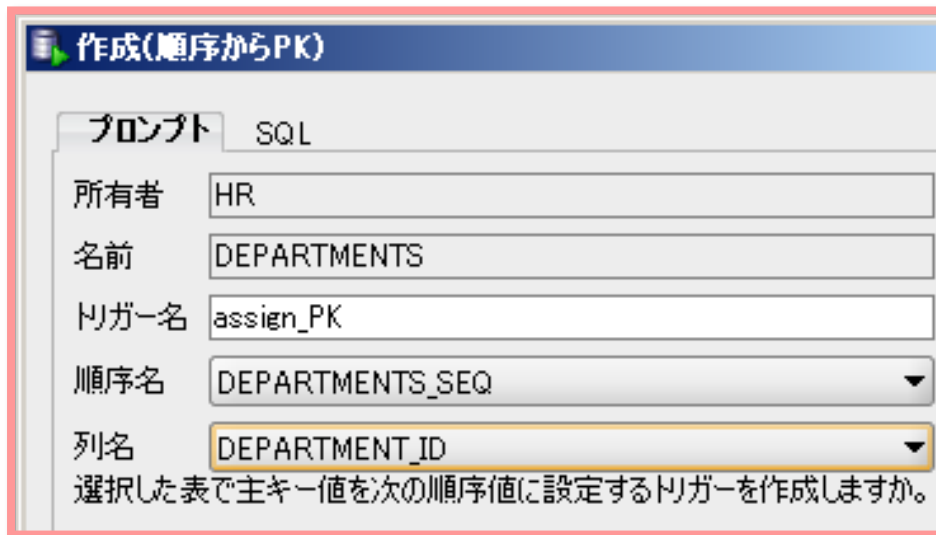 作成(順序からPK)
プロンプト SQL
所有者 HR
名前 DEPARTMENTS
トリガー名 assign_PK
順序名 DEPARTMENTS_SEQ
列名 DEPARTMENT_ID
選択した表で主キー値を次の順序値に設定するトリガーを作成しますか。